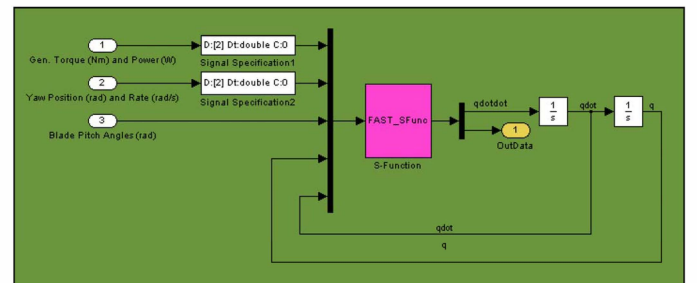 1
Gen. Torque (Nm) and Power (W)
D:[2] Dt:double C:0
Signal Specification1
2
Yaw Position (rad) and Rate (rad/s)
D:[2] Dt:double C:0
Signal Specification2
3
Blade Pitch Angles (rad)
FAST_SFunc
S-Function
qdotdot
1
s
qdot
1
s
q
1
OutData
qdot
q